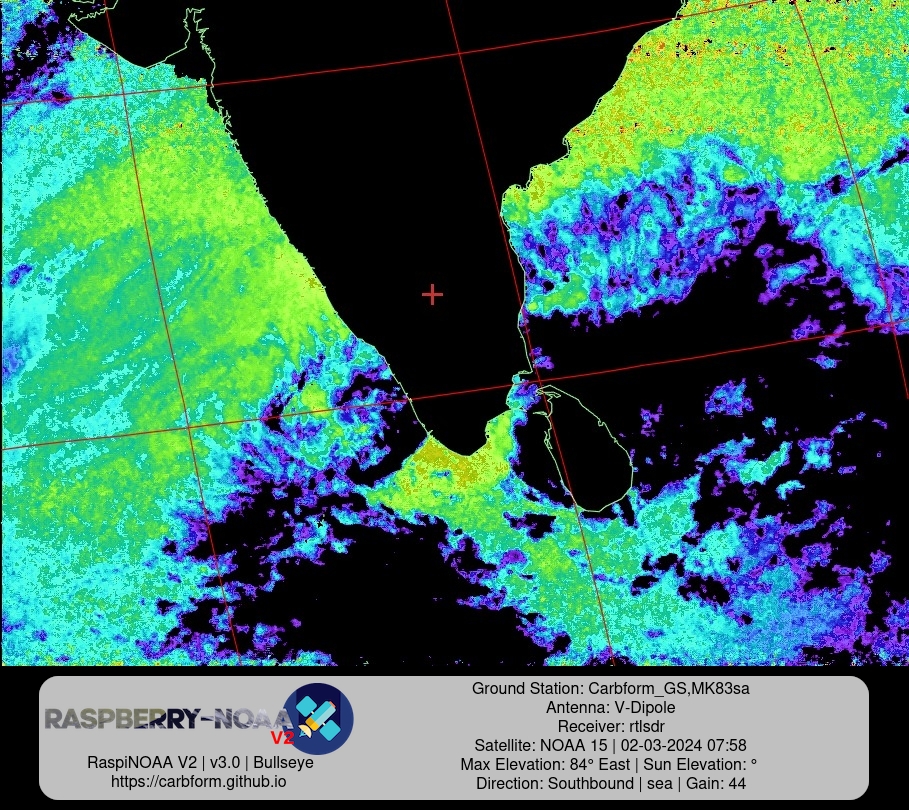 RASPBERRY-NOAA
V2
RaspiNOAA V2 | v3.0 | Bullseye
https://carbform.github.io
Ground Station: Carbform_GS,MK83sa
Antenna: V-Dipole
Receiver: rtlsdr
Satellite: NOAA 15 | 02-03-2024 07:58
Max Elevation: 84° East | Sun Elevation: °
Direction: Southbound | sea | Gain: 44